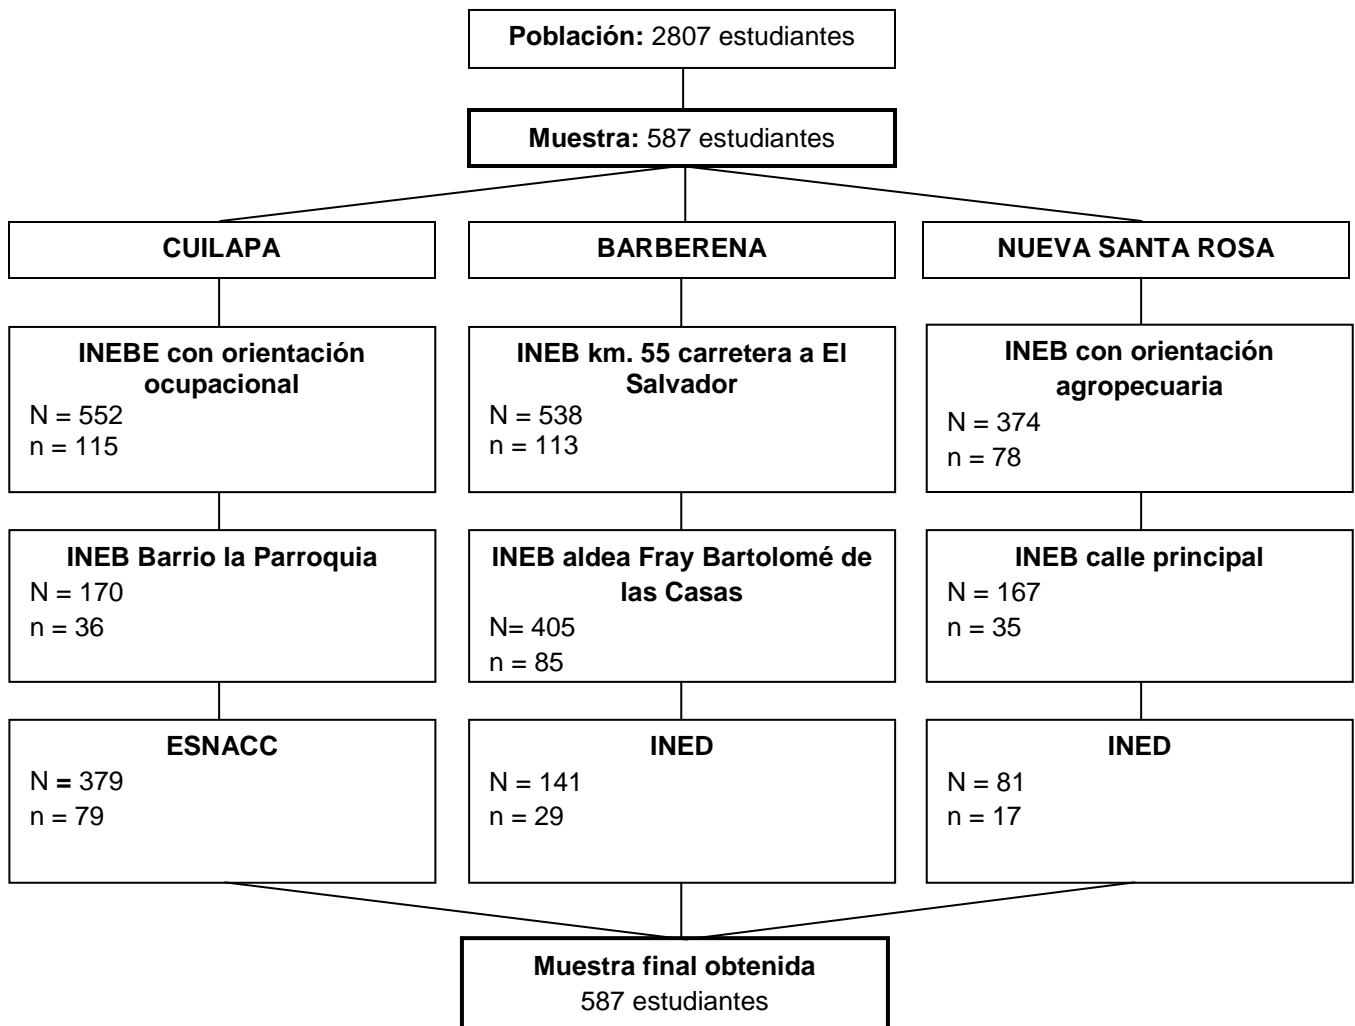 Población: 2807 estudiantes
Muestra: 587 estudiantes
CUILAPA
BARBERENA
NUEVA SANTA ROSA
INEBE con orientación
ocupacional
N = 552
n = 115
INEB km. 55 carretera a El
Salvador
N = 538
n = 113
INEB con orientación
agropecuaria
N = 374
n = 78
INEB Barrio la Parroquia
N = 170
n = 36
INEB aldea Fray Bartolomé de
las Casas
N= 405
n = 85
INEB calle principal
N = 167
n = 35
ESNACC
N = 379
n = 79
INED
N = 141
n = 29
INED
N = 81
n = 17
Muestra final obtenida
587 estudiantes